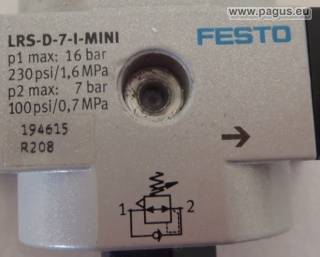 www.pagus.eu
LRS-D-7-I-MINI
FESTO
p1 max: 16 bar
230psi/1,6MPa
p2 max: 7 bar
100psi/0,7MPa
194615
R208
1 2